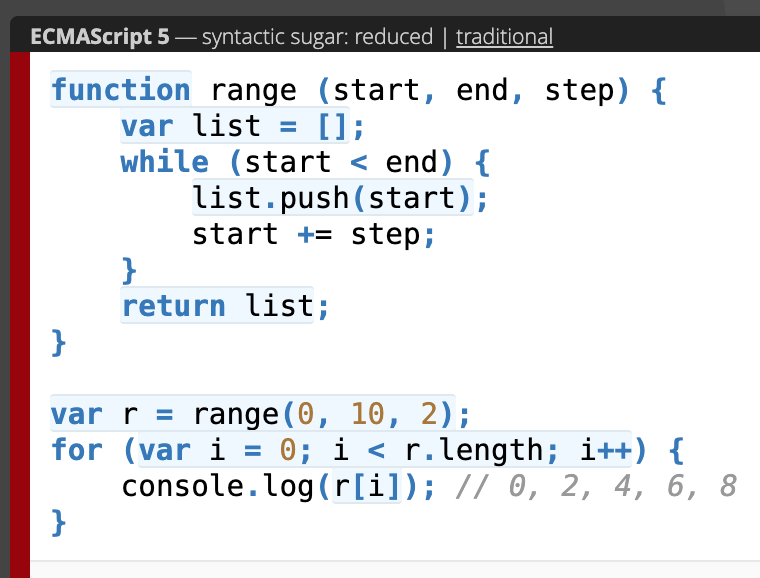 ECMAScript 5 — syntactic sugar: reduced | traditional
function range (start, end, step) {
    var list = [];
    while (start < end) {
        list.push(start);
        start += step;
    }
    return list;
}

var r = range(0, 10, 2);
for (var i = 0; i < r.length; i++) {
    console.log(r[i]); // 0, 2, 4, 6, 8
}